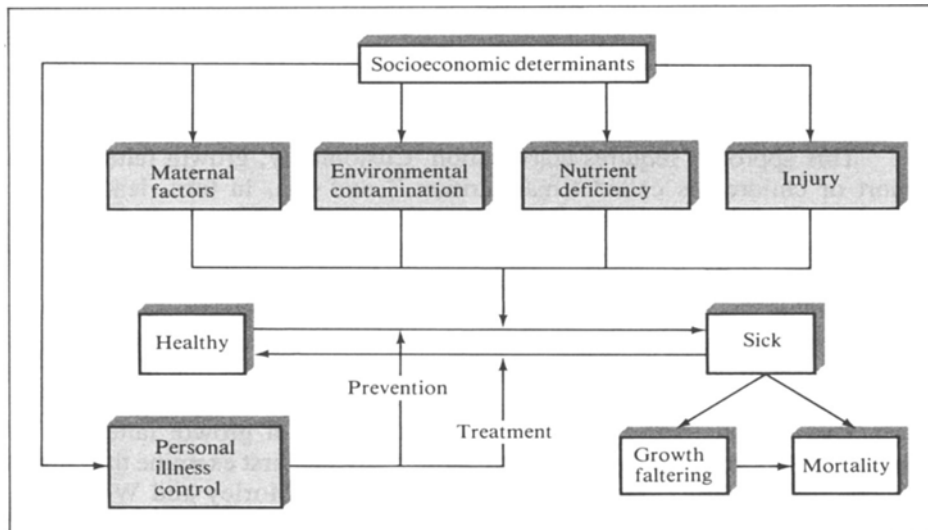 Socioeconomic determinants
Maternal
factors
Environmental
contamination
Nutrient
deficiency
Injury
Healthy
Sick
Prevention
Treatment
Personal
illness
control
Growth
faltering
Mortality